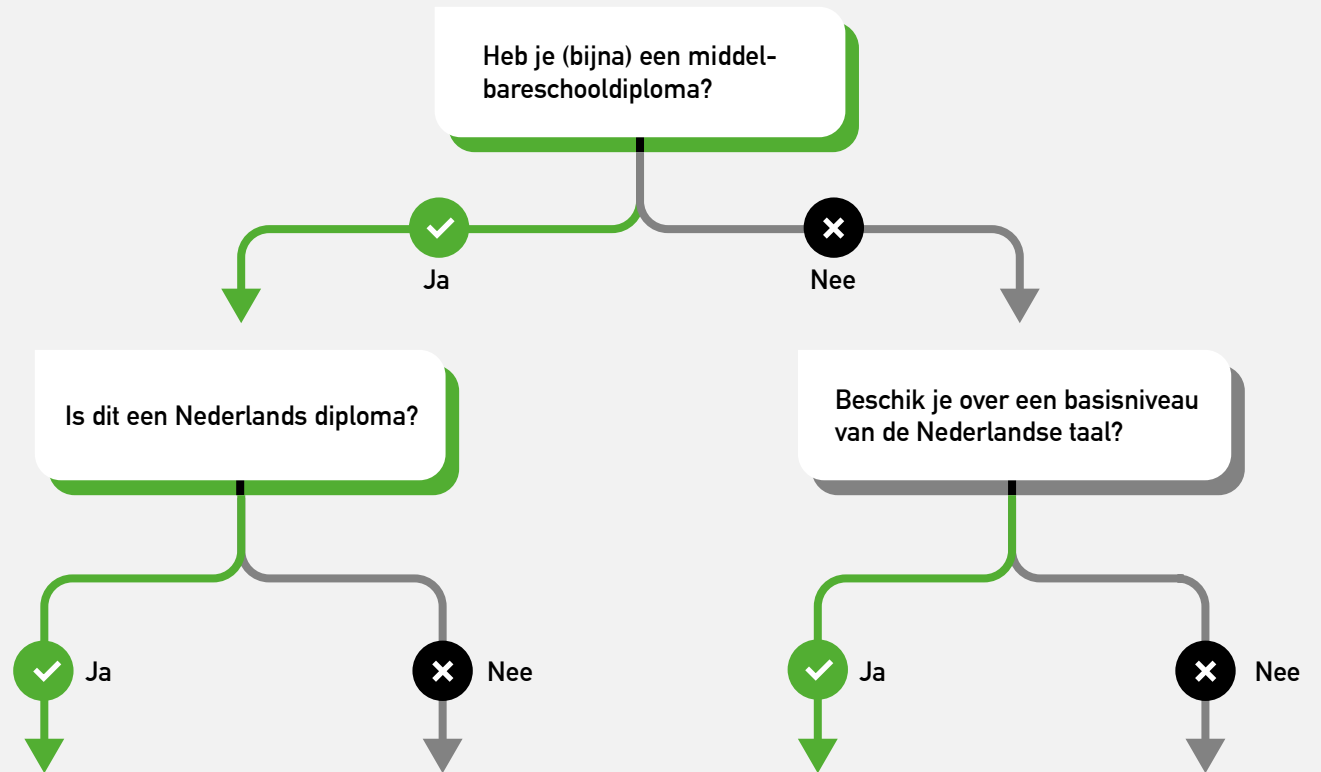 Heb je (bijna) een middel-
bareschooldiploma?
Ja
Nee
Is dit een Nederlands diploma?
Beschik je over een basisniveau
van de Nederlandse taal?
Ja
Nee
Ja
Nee